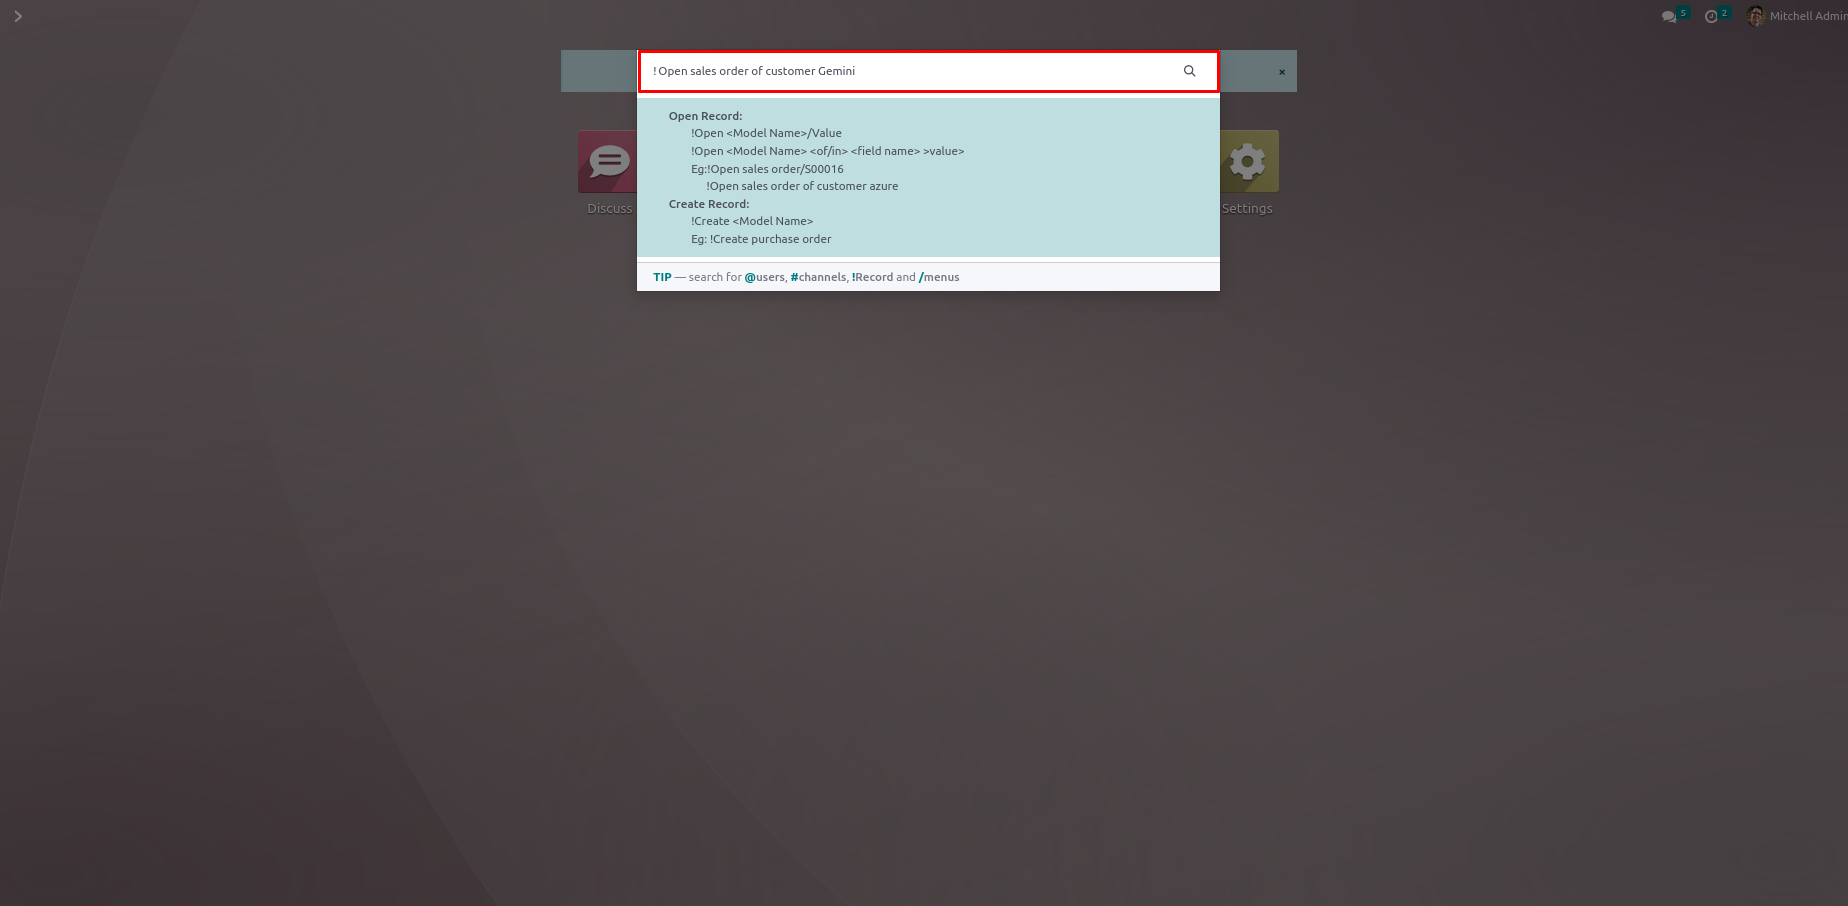 5
2
Mitchell Admin
! Open sales order of customer Gemini
Open Record:
!Open <Model Name>/Value
!Open <Model Name> <of/in> <field name> >value>
Eg:!Open sales order/S00016
!Open sales order of customer azure
Create Record:
!Create <Model Name>
Eg: !Create purchase order
TIP — search for @users, #channels, !Record and /menus
Discuss
Settings